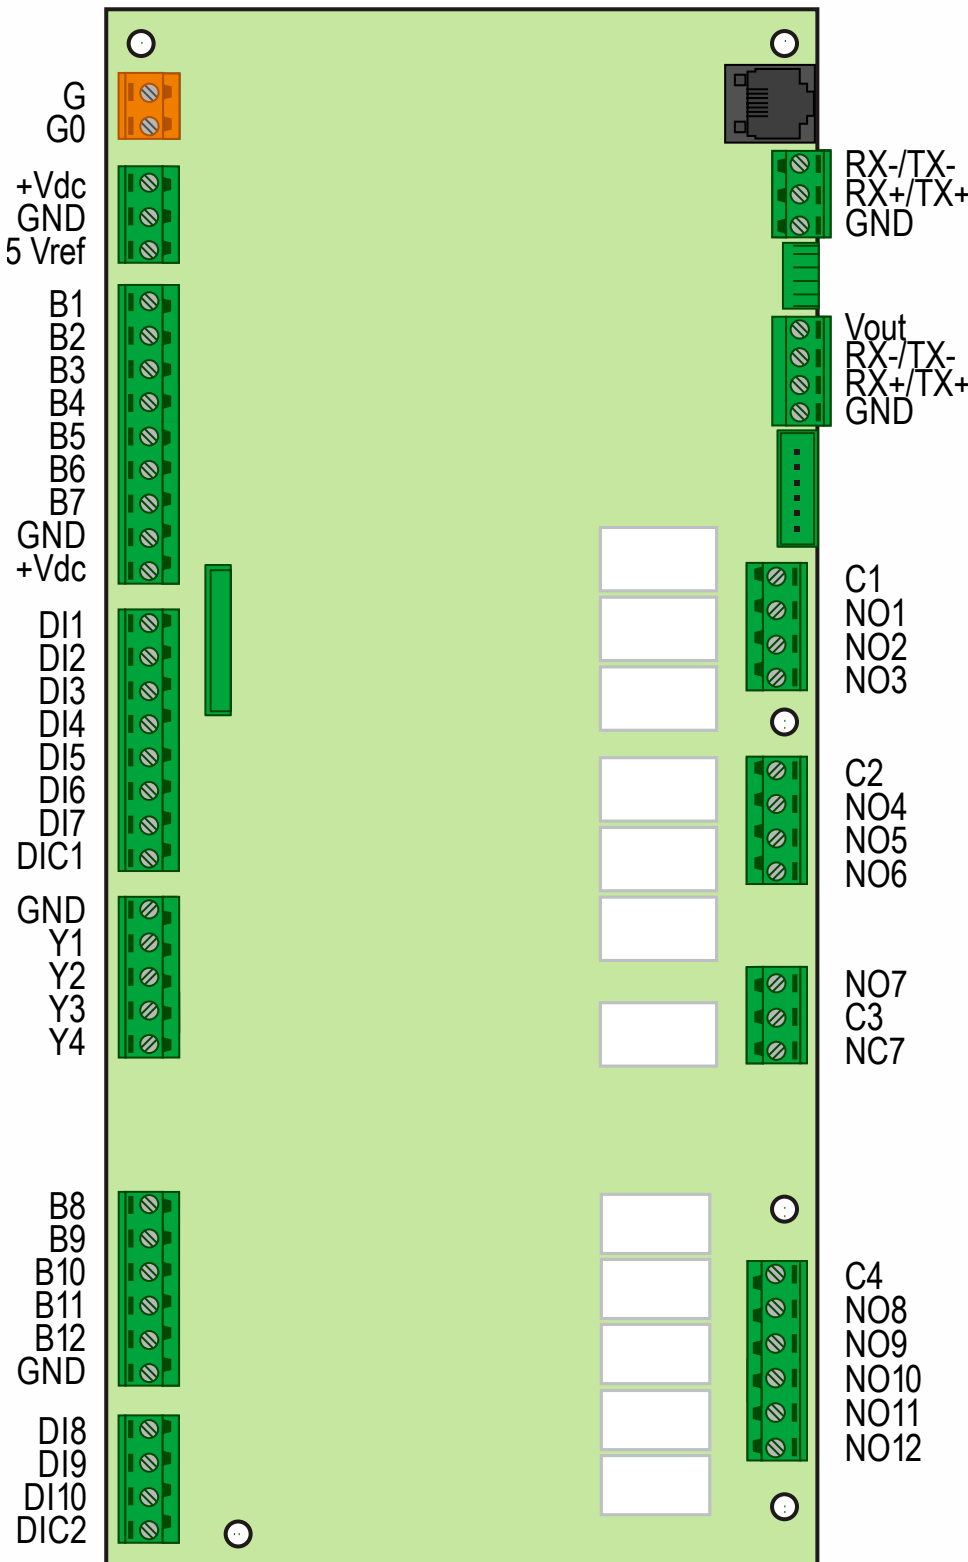 G
G0
+Vdc
GND
5 Vref
B1
B2
B3
B4
B5
B6
B7
GND
+Vdc
DI1
DI2
DI3
DI4
DI5
DI6
DI7
DIC1
GND
Y1
Y2
Y3
Y4
B8
B9
B10
B11
B12
GND
DI8
DI9
DI10
DIC2
RX-/TX-
RX+/TX+
GND
Vout
RX-/TX-
RX+/TX+
GND
C1
NO1
NO2
NO3
C2
NO4
NO5
NO6
NO7
C3
NC7
C4
NO8
NO9
NO10
NO11
NO12